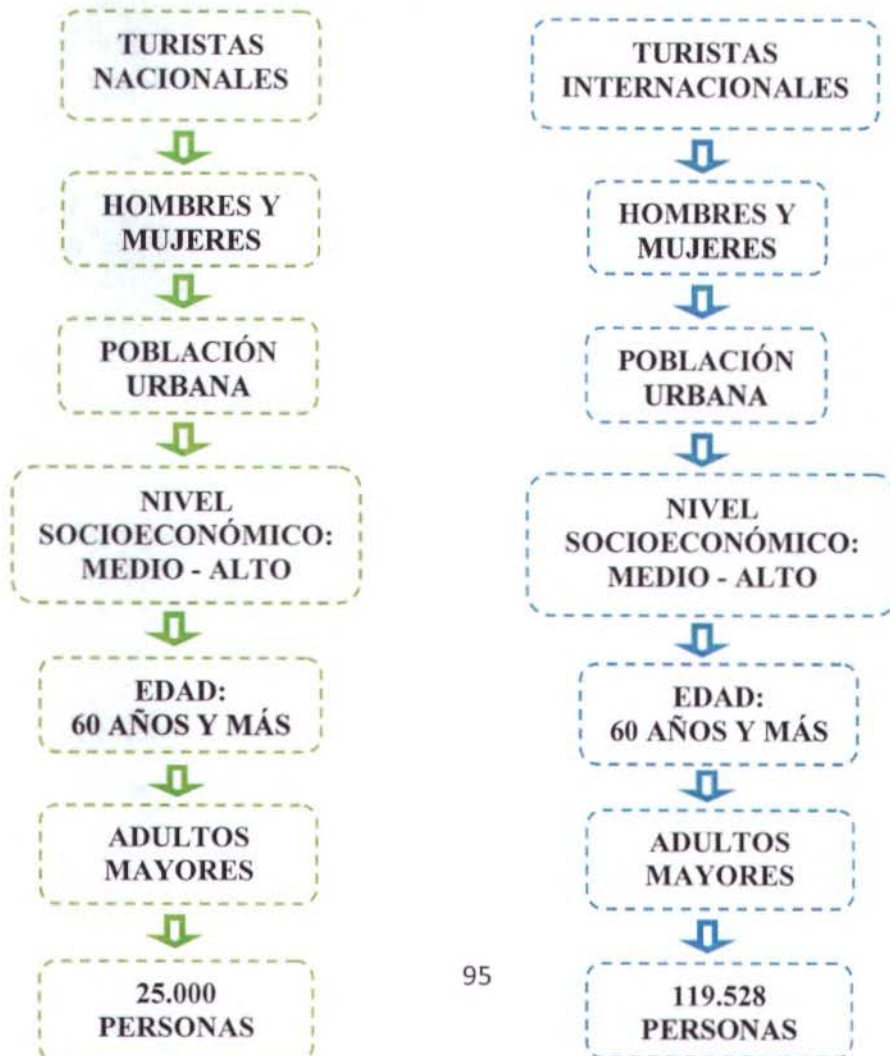 TURISTAS
NACIONALES
HOMBRES Y
MUJERES
POBLACIÓN
URBANA
NIVEL
SOCIOECONÓMICO:
MEDIO - ALTO
EDAD:
60 AÑOS Y MÁS
ADULTOS
MAYORES
25.000
PERSONAS
TURISTAS
INTERNACIONALES
HOMBRES Y
MUJERES
POBLACIÓN
URBANA
NIVEL
SOCIOECONÓMICO:
MEDIO - ALTO
EDAD:
60 AÑOS Y MÁS
ADULTOS
MAYORES
119.528
PERSONAS
95